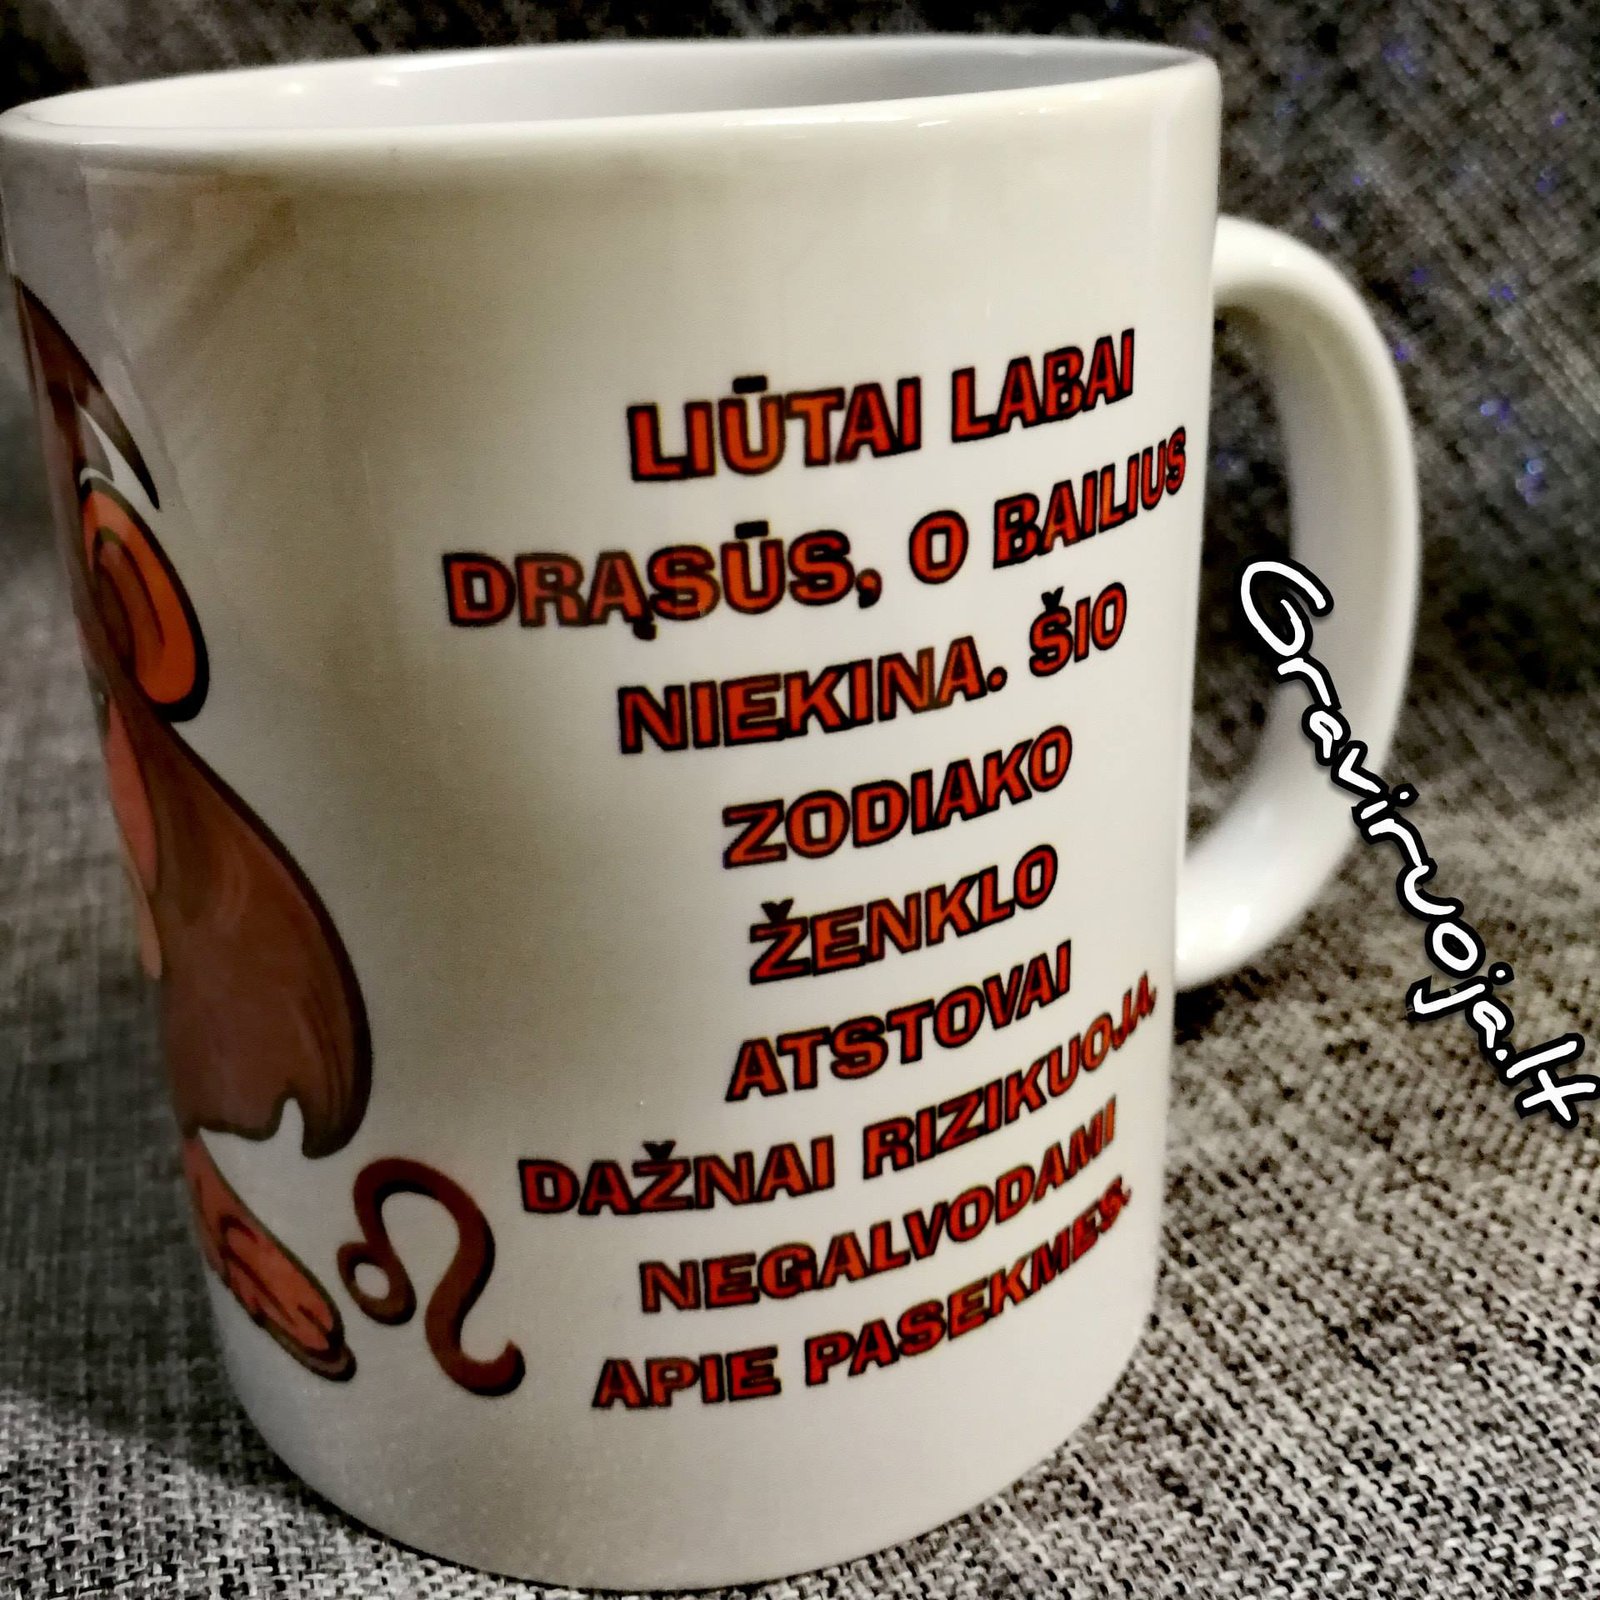 LIŪTAI LABAI
DRĄSŪS, O BAILIUS
NIEKINA. ŠIO
ZODIAKO
ŽENKLO
ATSTOVAI
DAŽNAI RIZIKUOJA,
NEGALVODAMI
APIE PASEKMES.
Graviruoja.lt